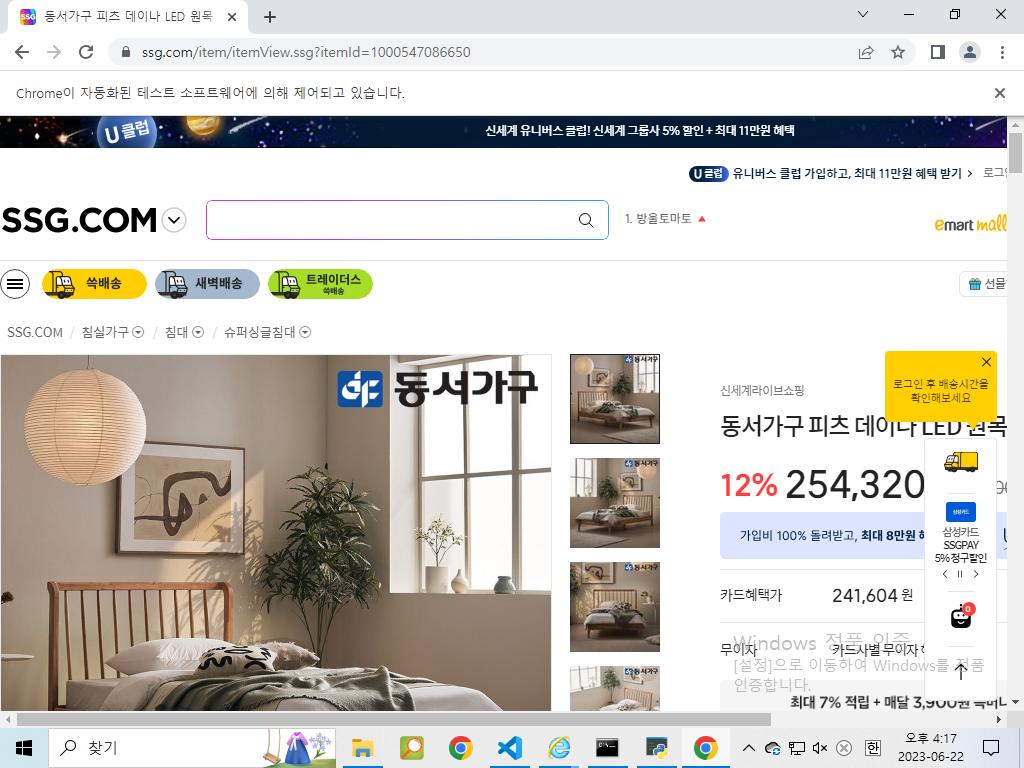 동서가구 피츠 데이나 LED 원목
ssg.com/item/itemView.ssg?itemId=1000547086650
Chrome이 자동화된 테스트 소프트웨어에 의해 제어되고 있습니다.
U 클럽
신세계 유니버스 클럽! 신세계 그룹사 5% 할인 + 최대 11만원 혜택
U 클럽 유니버스 클럽 가입하고, 최대 11만원 혜택 받기 >
SSG.COM
1. 방울토마토
emart mall
쓱배송
새벽배송
트레이더스
쓱배송
선물
SSG.COM / 침실가구 / 침대 / 슈퍼싱글침대
동서가구
로그인 후 배송시간을
확인해보세요
신세계라이브쇼핑
동서가구 피츠 데이나 LED 원목
12% 254,320
가입비 100% 돌려받고, 최대 8만원
삼성카드
삼성카드
SSGPAY
5% 청구할인
카드혜택가 241,604 원
0
무이자 카드사별 무이자
Windows 정품 인증
[설정]으로 이동하여 Windows를 정품
인증합니다.
최대 7% 적립 + 매달 3,900원
찾기
한
오후 4:17
2023-06-22